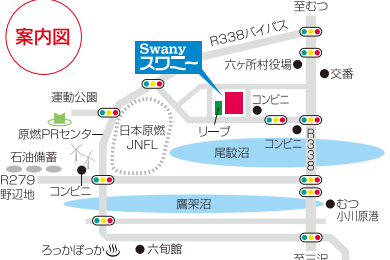 至むつ
案内図
R338バイパス
Swany
スワニー
六ヶ所村役場
交番
運動公園
コンビニ
原燃PRセンター
日本原燃
JNFL
リーブ
コンビニ
R338
尾駮沼
石油備蓄
R279
野辺地
コンビニ
鷹架沼
むつ
小川原港
ろっかぽっか
六旬館
至三沢